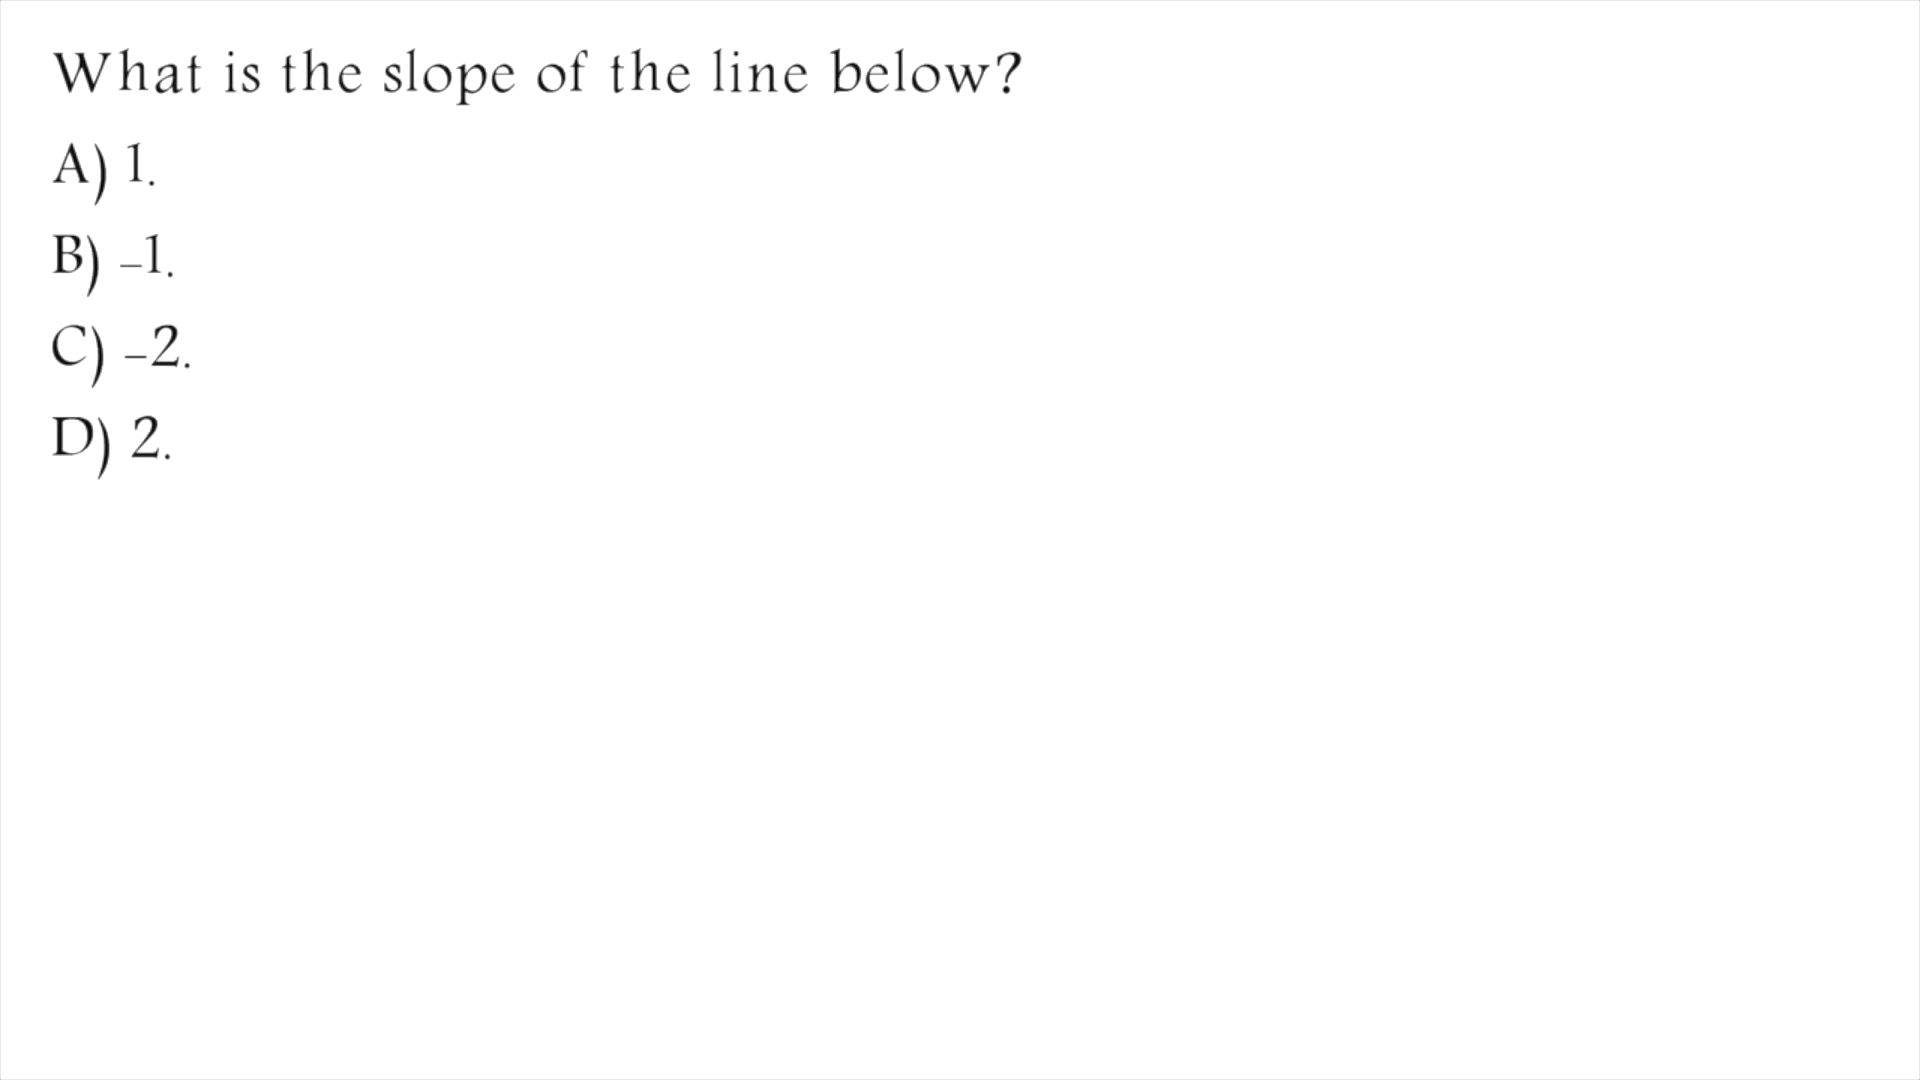 What is the slope of the line below?
A) 1.
B) –1.
C) –2.
D) 2.